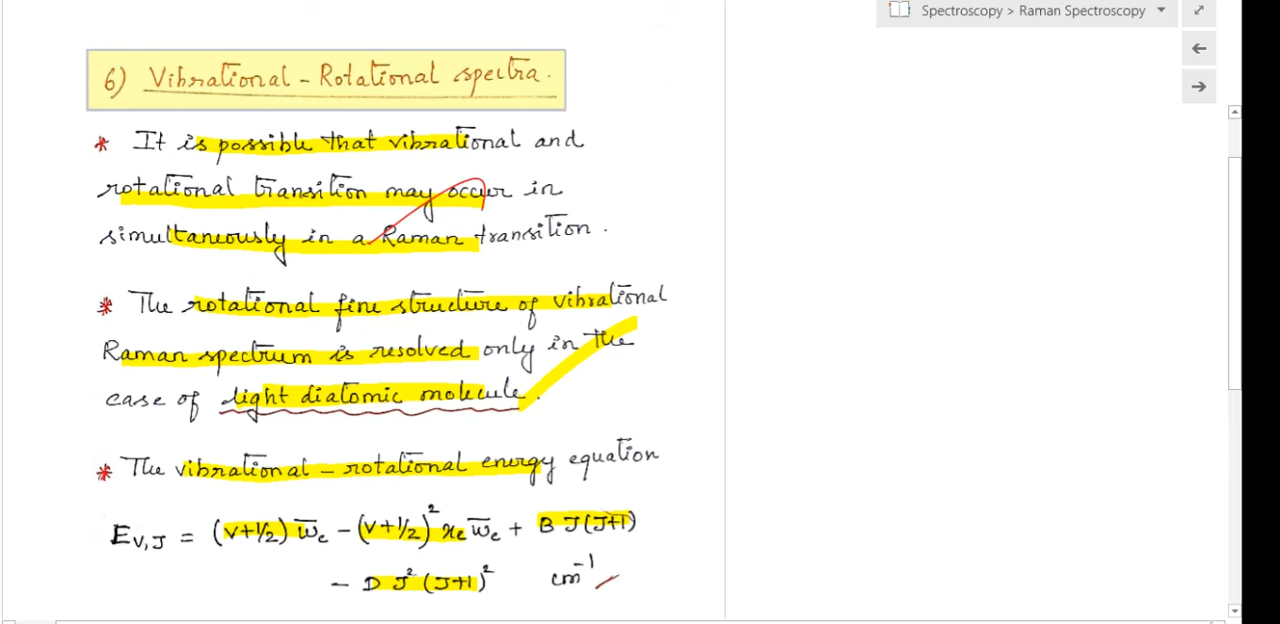 Spectroscopy > Raman Spectroscopy
6) Vibrational - Rotational spectra.
* It is possible that vibrational and
rotational transition may occur in
simultaneously in a Raman transition.
* The rotational fine structure of vibrational
Raman spectrum is resolved only in the
case of light diatomic molecule.
* The vibrational - rotational energy equation
E_{V,J} = (V+1/2) ω̅e - (V+1/2)² xe ω̅e + B J(J+1)
- D J² (J+1)² cm⁻¹